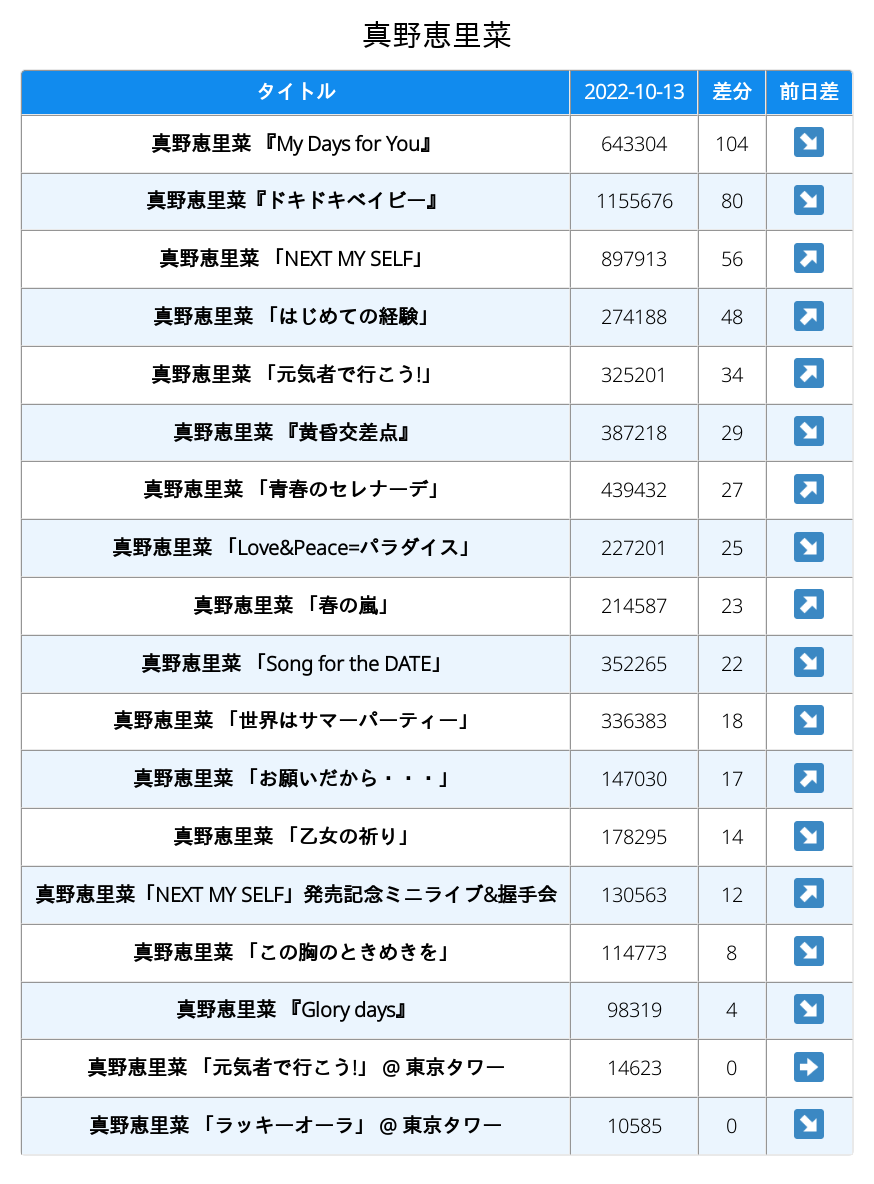 真野恵里菜
タイトル 2022-10-13 差分 前日差
真野恵里菜 『My Days for You』 643304 104 ↘
真野恵里菜『ドキドキベイビー』 1155676 80 ↘
真野恵里菜 「NEXT MY SELF」 897913 56 ↗
真野恵里菜 「はじめての経験」 274188 48 ↗
真野恵里菜 「元気者で行こう!」 325201 34 ↗
真野恵里菜 『黄昏交差点』 387218 29 ↘
真野恵里菜 「青春のセレナーデ」 439432 27 ↗
真野恵里菜 「Love&Peace=パラダイス」 227201 25 ↘
真野恵里菜 「春の嵐」 214587 23 ↗
真野恵里菜 「Song for the DATE」 352265 22 ↘
真野恵里菜 「世界はサマーパーティー」 336383 18 ↘
真野恵里菜 「お願いだから・・・」 147030 17 ↗
真野恵里菜 「乙女の祈り」 178295 14 ↘
真野恵里菜「NEXT MY SELF」発売記念ミニライブ&握手会 130563 12 ↗
真野恵里菜 「この胸のときめきを」 114773 8 ↘
真野恵里菜 『Glory days』 98319 4 ↘
真野恵里菜 「元気者で行こう!」 @ 東京タワー 14623 0 →
真野恵里菜 「ラッキーオーラ」 @ 東京タワー 10585 0 ↘